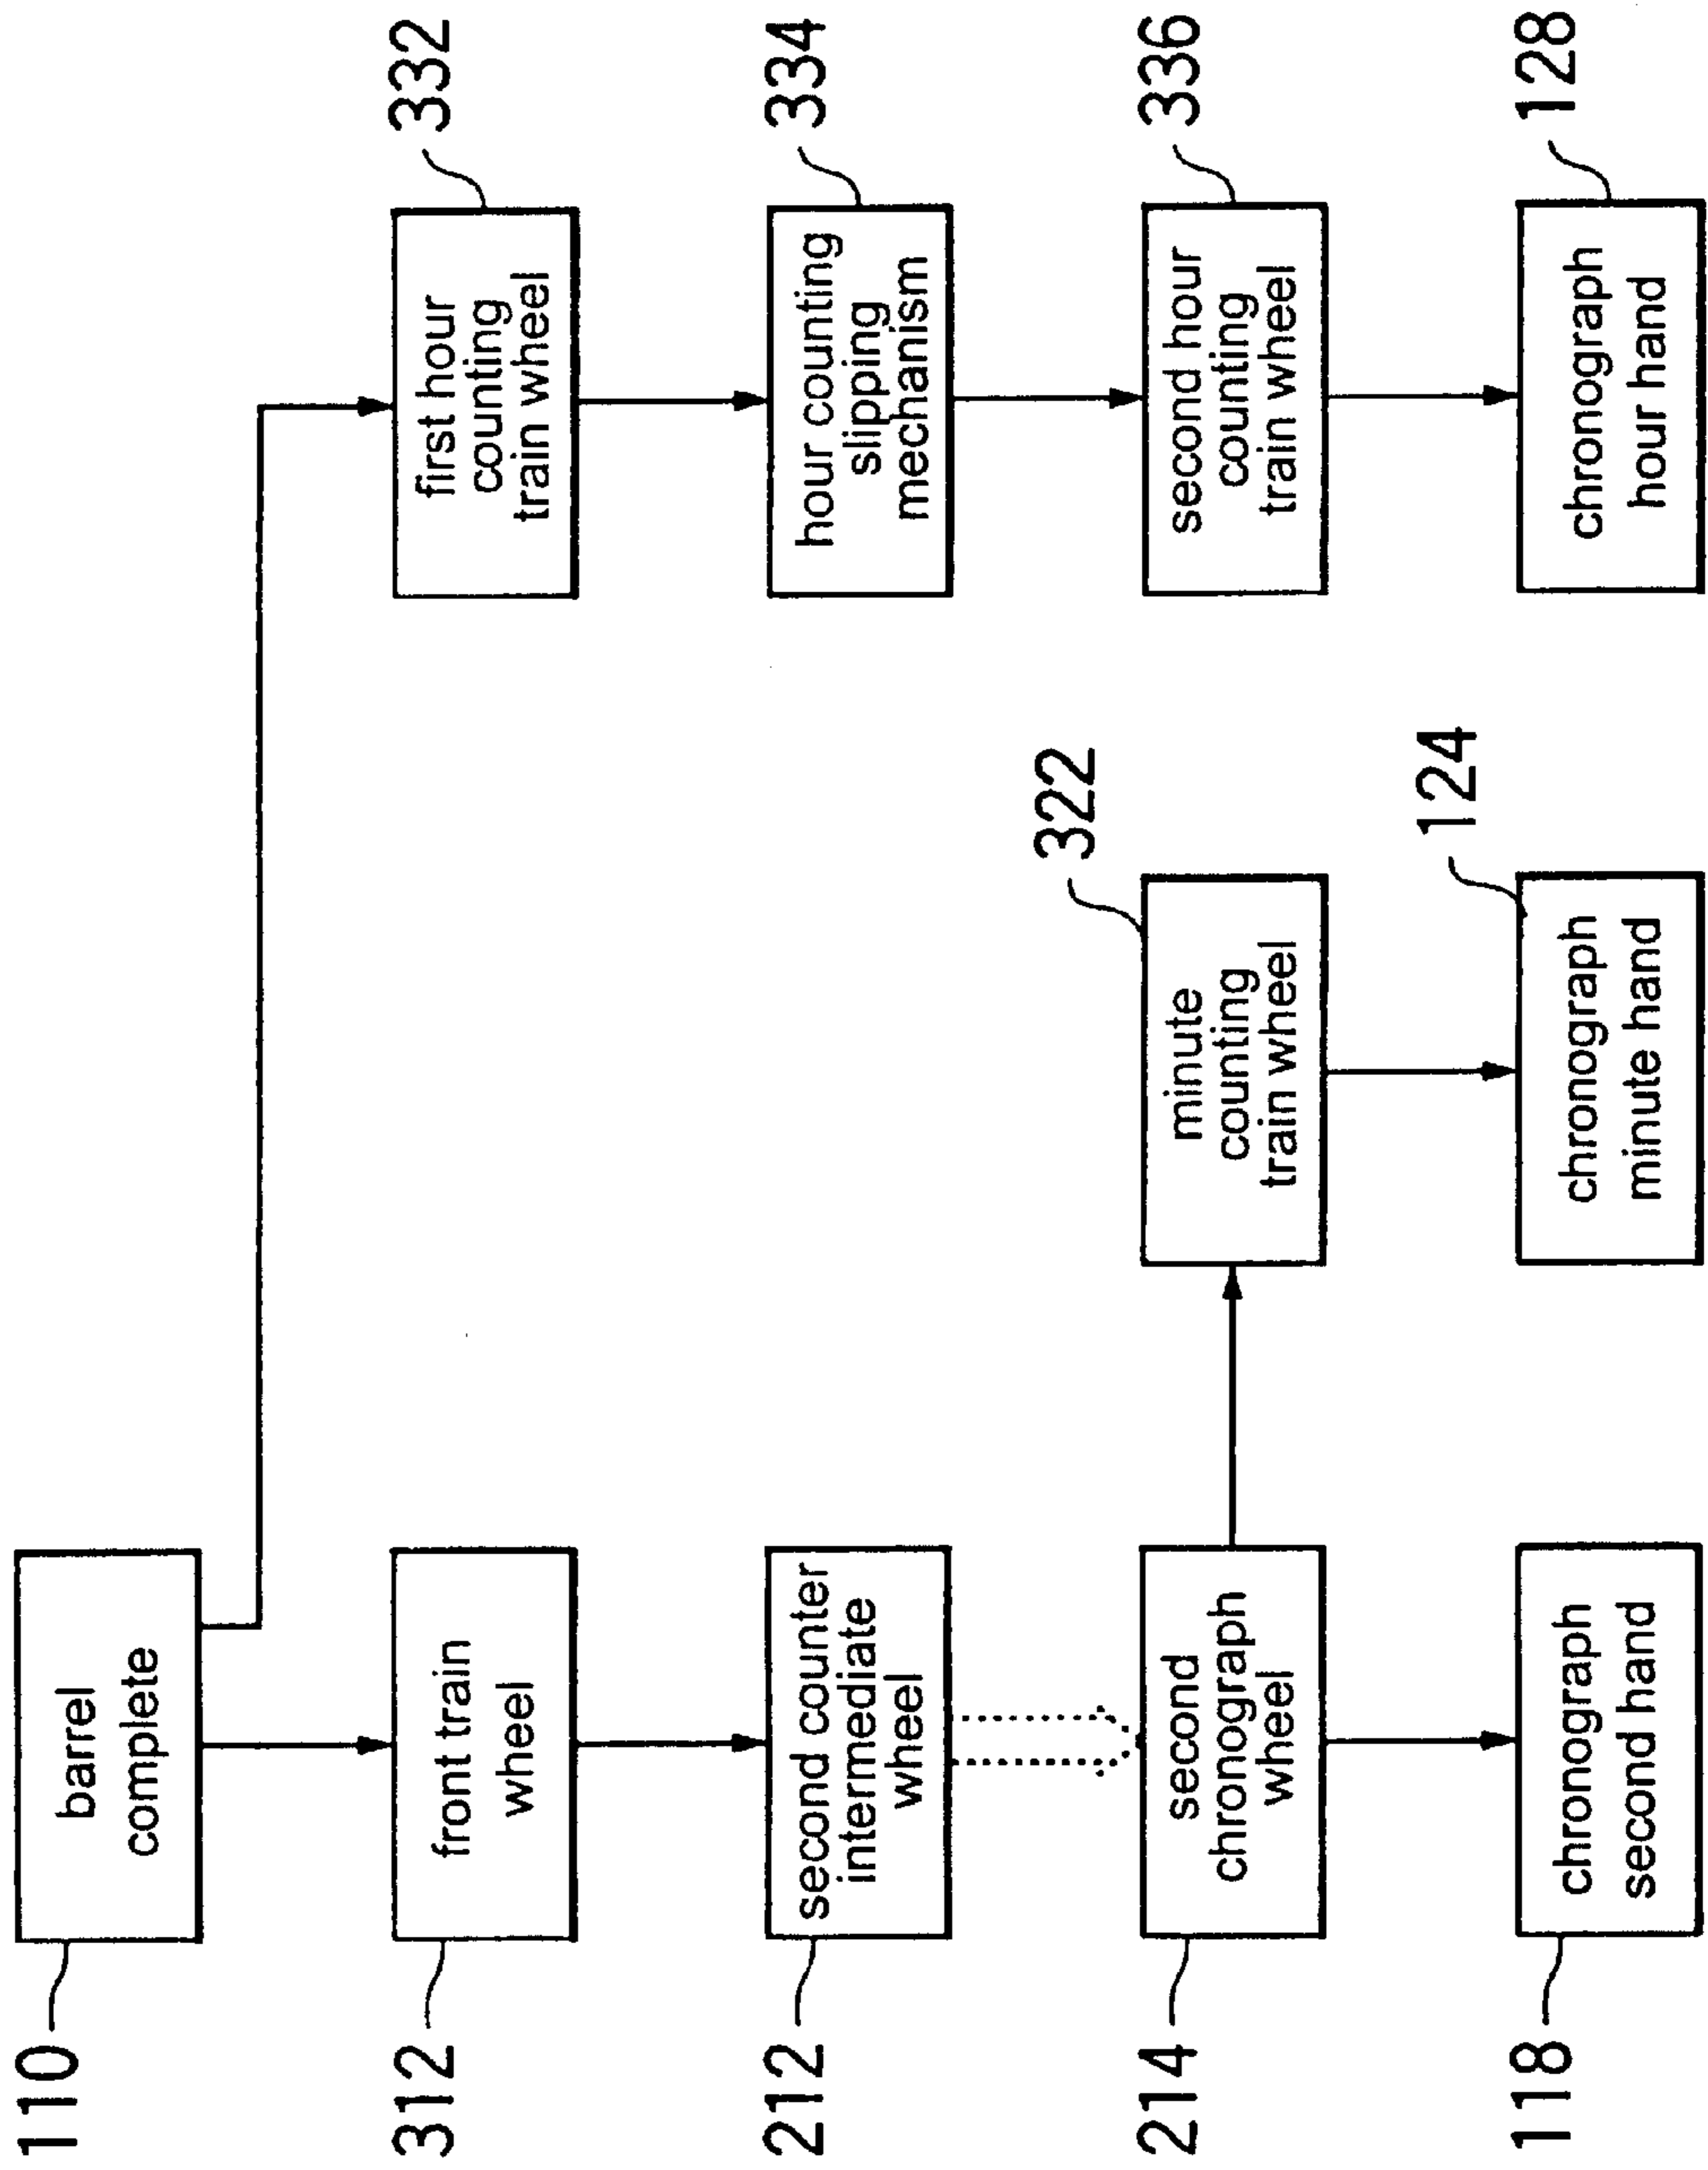 110
barrel
complete
312
front train
wheel
332
first hour
counting
train wheel
212
second counter
intermediate
wheel
334
hour counting
slipping
mechanism
214
second
chronograph
wheel
322
minute
counting
train wheel
336
second hour
counting
train wheel
118
chronograph
second hand
124
chronograph
minute hand
128
chronograph
hour hand